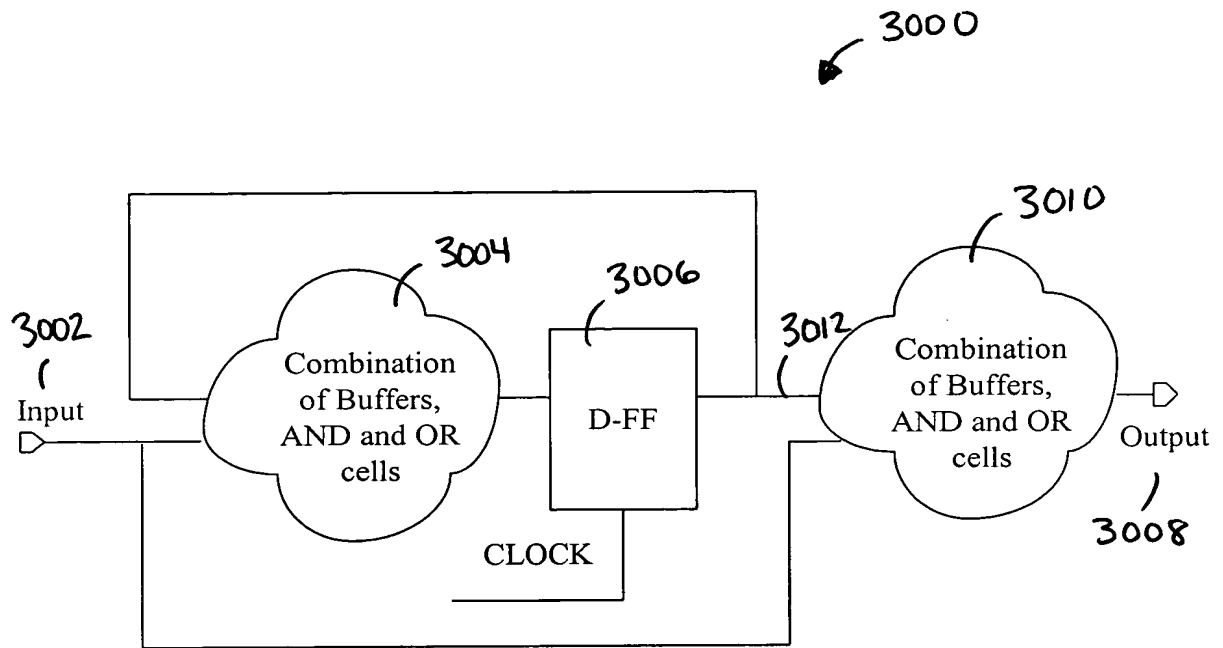 3000
3010
3004
3006
3002
3012
Combination
of Buffers,
AND and OR
cells
Combination
of Buffers,
AND and OR
cells
D-FF
Input
Output
3008
CLOCK